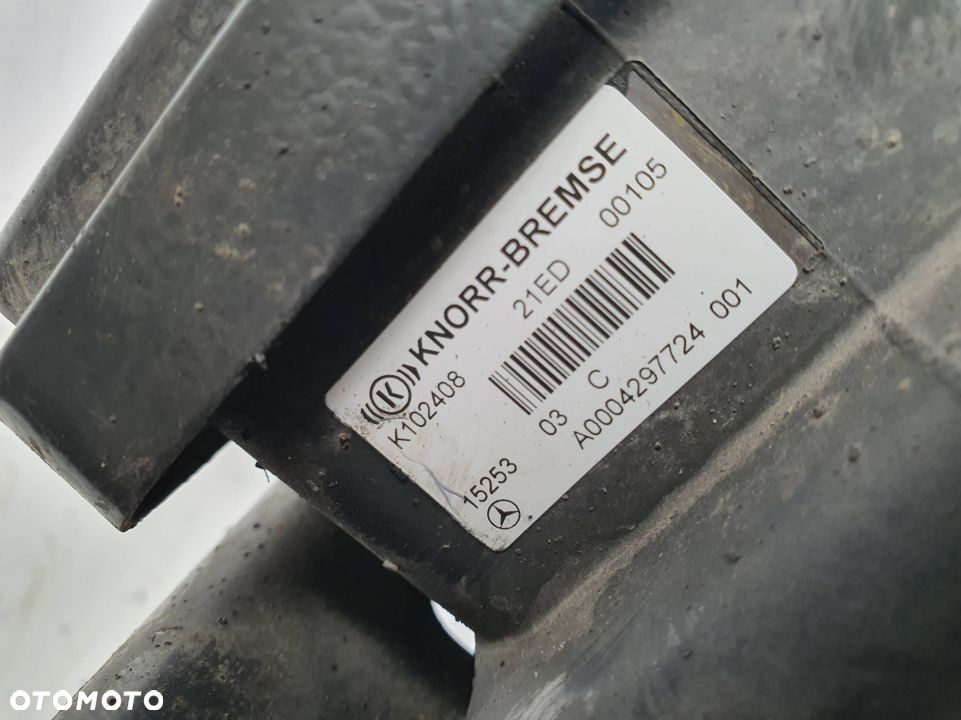 KNORR-BREMSE
K102408 21ED 00105
15253 03 C
A0004297724 001
OTOMOTO